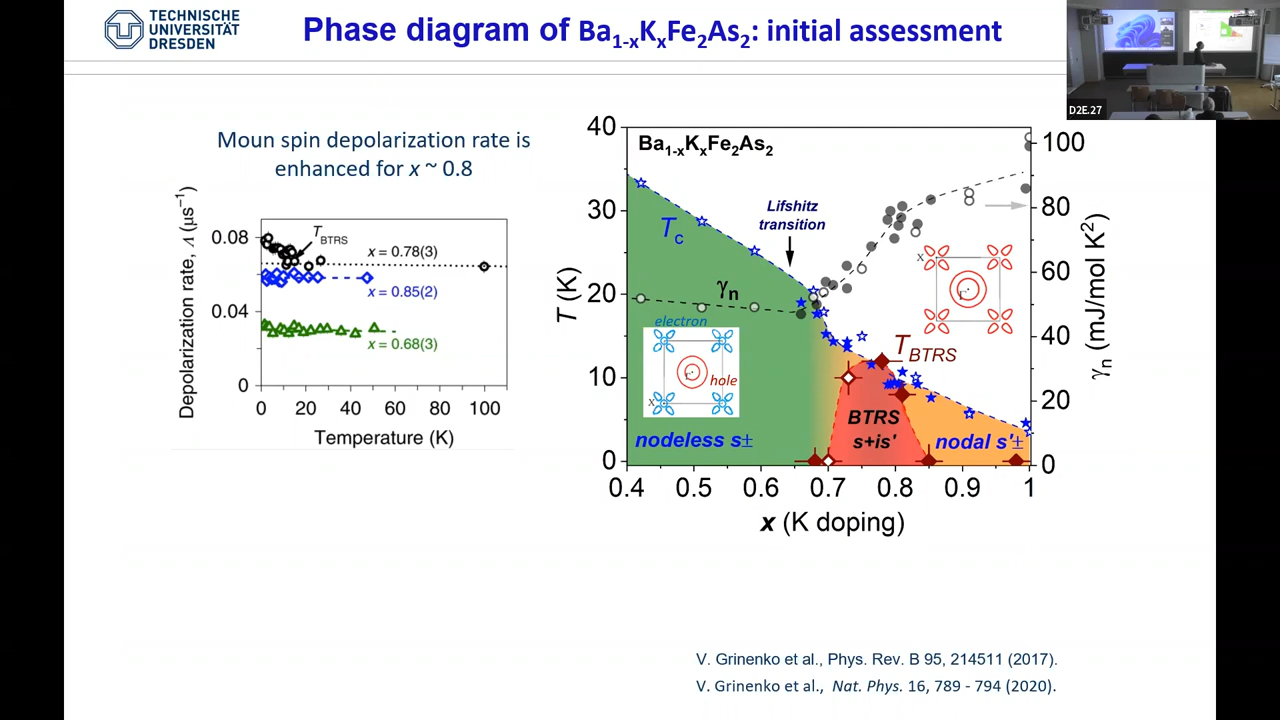 TECHNISCHE
UNIVERSITÄT
DRESDEN
Phase diagram of Ba1-xKxFe2As2: initial assessment
D2E.27
Moun spin depolarization rate is
enhanced for x ~ 0.8
Depolarization rate, Λ (µs⁻¹)
0.08
0.04
0
TBTRS
x = 0.78(3)
x = 0.85(2)
x = 0.68(3)
0 20 40 60 80 100
Temperature (K)
Ba1-xKxFe2As2
T (K)
40
30
20
10
0
Tc
Lifshitz
transition
γn
electron
hole
Γ
X
nodeless s±
TBTRS
BTRS
s+is'
nodal s'±
X
Γ
100
80
60
40
20
0
γn (mJ/mol K²)
0.4 0.5 0.6 0.7 0.8 0.9 1
x (K doping)
V. Grinenko et al., Phys. Rev. B 95, 214511 (2017).
V. Grinenko et al., Nat. Phys. 16, 789 - 794 (2020).